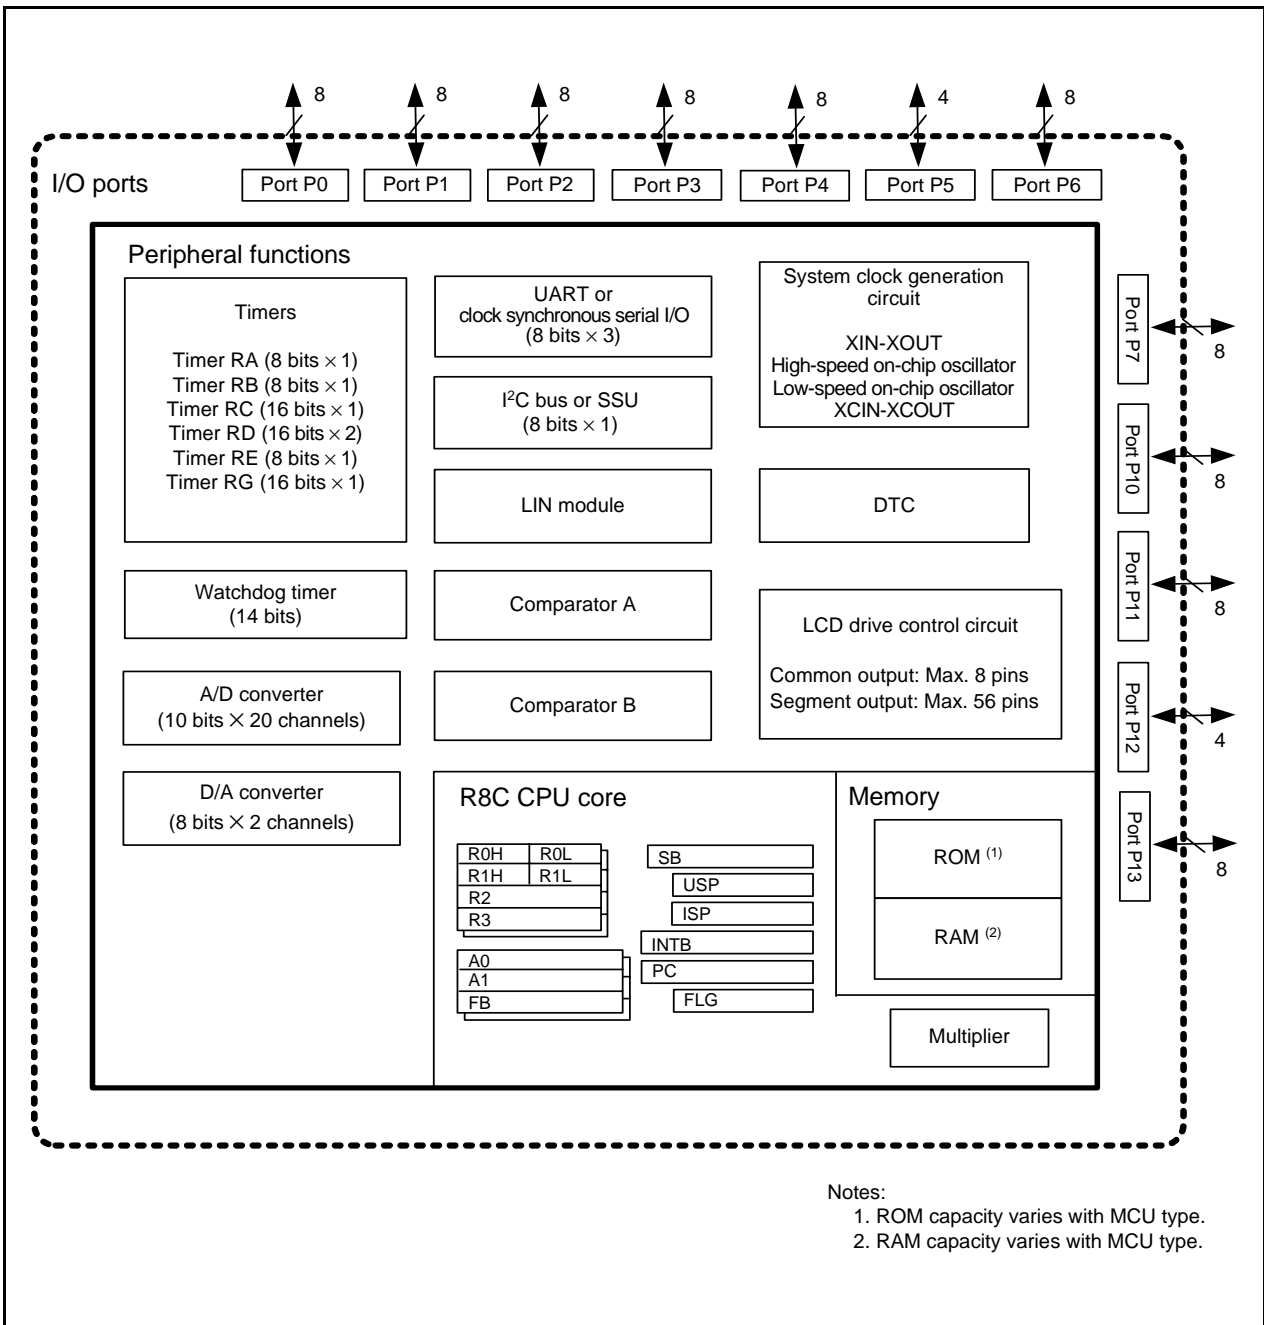 8 8 8 8 8 4 8
I/O ports
Port P0 Port P1 Port P2 Port P3 Port P4 Port P5 Port P6
Peripheral functions
Timers
Timer RA (8 bits × 1)
Timer RB (8 bits × 1)
Timer RC (16 bits × 1)
Timer RD (16 bits × 2)
Timer RE (8 bits × 1)
Timer RG (16 bits × 1)
Watchdog timer
(14 bits)
A/D converter
(10 bits × 20 channels)
D/A converter
(8 bits × 2 channels)
UART or
clock synchronous serial I/O
(8 bits × 3)
I²C bus or SSU
(8 bits × 1)
LIN module
Comparator A
Comparator B
System clock generation
circuit
XIN-XOUT
High-speed on-chip oscillator
Low-speed on-chip oscillator
XCIN-XCOUT
DTC
LCD drive control circuit
Common output: Max. 8 pins
Segment output: Max. 56 pins
R8C CPU core
R0H R0L
R1H R1L
R2
R3
A0
A1
FB
SB
USP
ISP
INTB
PC
FLG
Memory
ROM (1)
RAM (2)
Multiplier
Port P7
8
Port P10
8
Port P11
8
Port P12
4
Port P13
8
Notes:
1. ROM capacity varies with MCU type.
2. RAM capacity varies with MCU type.